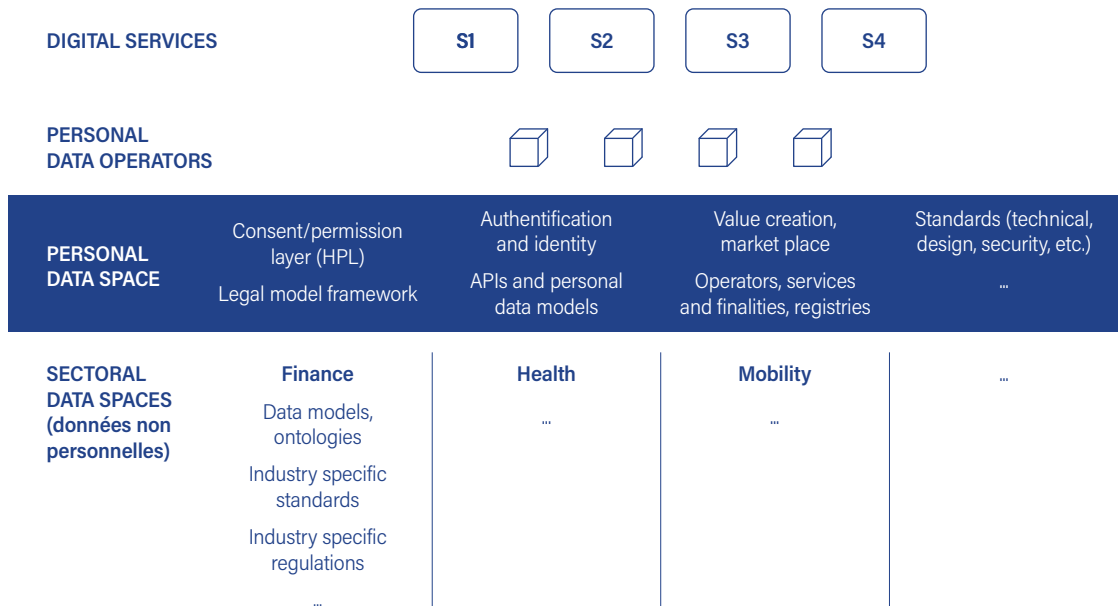 DIGITAL SERVICES
S1
S2
S3
S4
PERSONAL
DATA OPERATORS
PERSONAL
DATA SPACE
Consent/permission
layer (HPL)
Legal model framework
Authentification
and identity
APIs and personal
data models
Value creation,
market place
Operators, services
and finalities, registries
Standards (technical,
design, security, etc.)
...
SECTORAL
DATA SPACES
(données non
personnelles)
Finance
Data models,
ontologies
Industry specific
standards
Industry specific
regulations
...
Health
...
Mobility
...
...